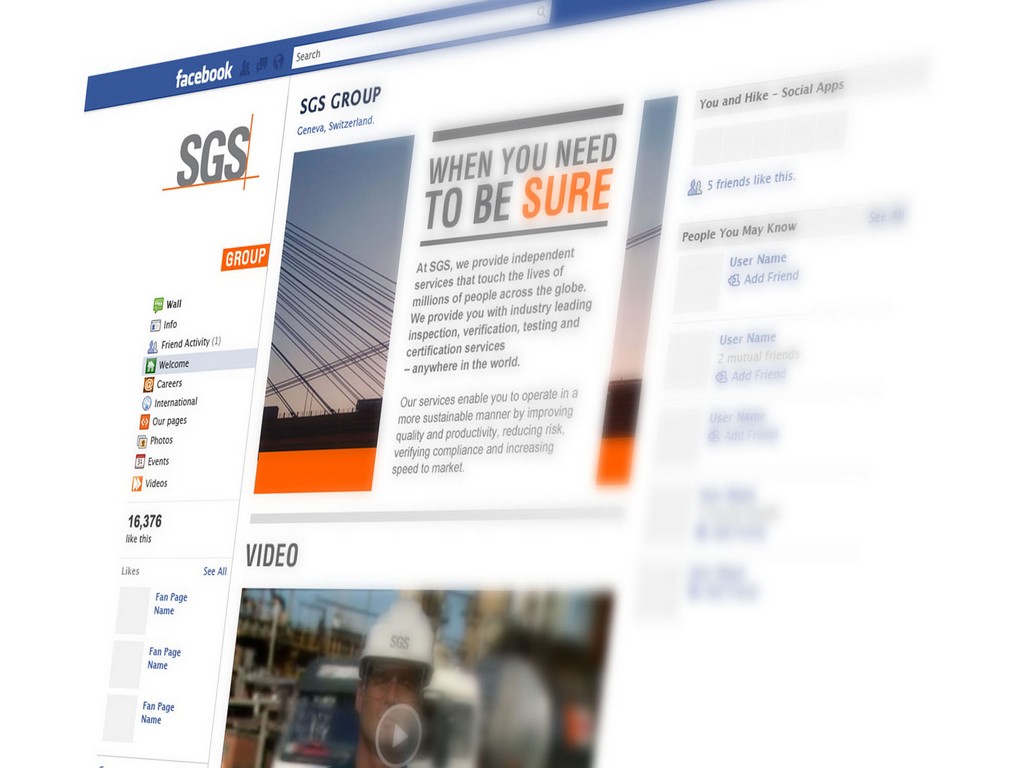 facebook
Search
SGS
GROUP
Wall
Info
Friend Activity (1)
Welcome
Careers
International
Our pages
Photos
Events
Videos
16,376
like this
Likes
See All
Fan Page
Name
Fan Page
Name
Fan Page
Name
SGS GROUP
Geneva, Switzerland.
WHEN YOU NEED
TO BE SURE
At SGS, we provide independent
services that touch the lives of
millions of people across the globe.
We provide you with industry leading
inspection, verification, testing and
certification services
– anywhere in the world.
Our services enable you to operate in a
more sustainable manner by improving
quality and productivity, reducing risk,
verifying compliance and increasing
speed to market.
VIDEO
SGS
You and Hike – Social Apps
5 friends like this.
People You May Know
See All
User Name
Add Friend
User Name
2 mutual friends
Add Friend
User Name
Add Friend